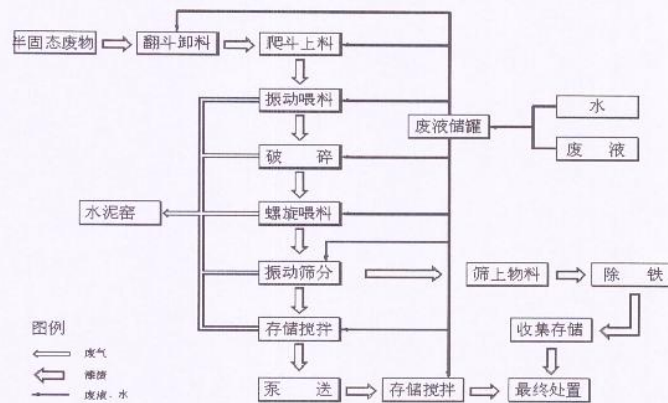 半固态废物
翻斗卸料
爬斗上料
振动喂料
废液储罐
水
破 碎
废 液
水泥窑
螺旋喂料
振动筛分
筛上物料
除 铁
图例
存储搅拌
收集存储
废气
渣
废液、水
泵 送
存储搅拌
最终处置